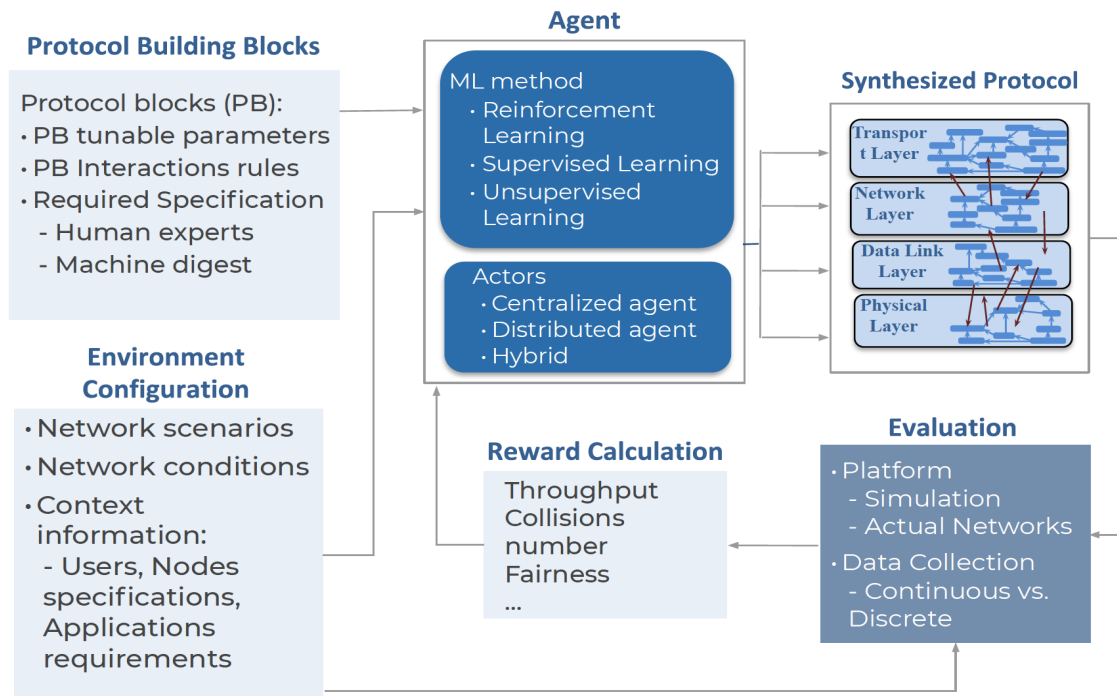 Protocol Building Blocks
Protocol blocks (PB):
· PB tunable parameters
· PB Interactions rules
· Required Specification
- Human experts
- Machine digest
Environment
Configuration
· Network scenarios
· Network conditions
· Context
information:
- Users, Nodes
specifications,
Applications
requirements
Agent
ML method
· Reinforcement
Learning
· Supervised Learning
· Unsupervised
Learning
Actors
· Centralized agent
· Distributed agent
· Hybrid
Synthesized Protocol
Transpor
t Layer
Network
Layer
Data Link
Layer
Physical
Layer
Evaluation
· Platform
- Simulation
- Actual Networks
· Data Collection
- Continuous vs.
Discrete
Reward Calculation
Throughput
Collisions
number
Fairness
...